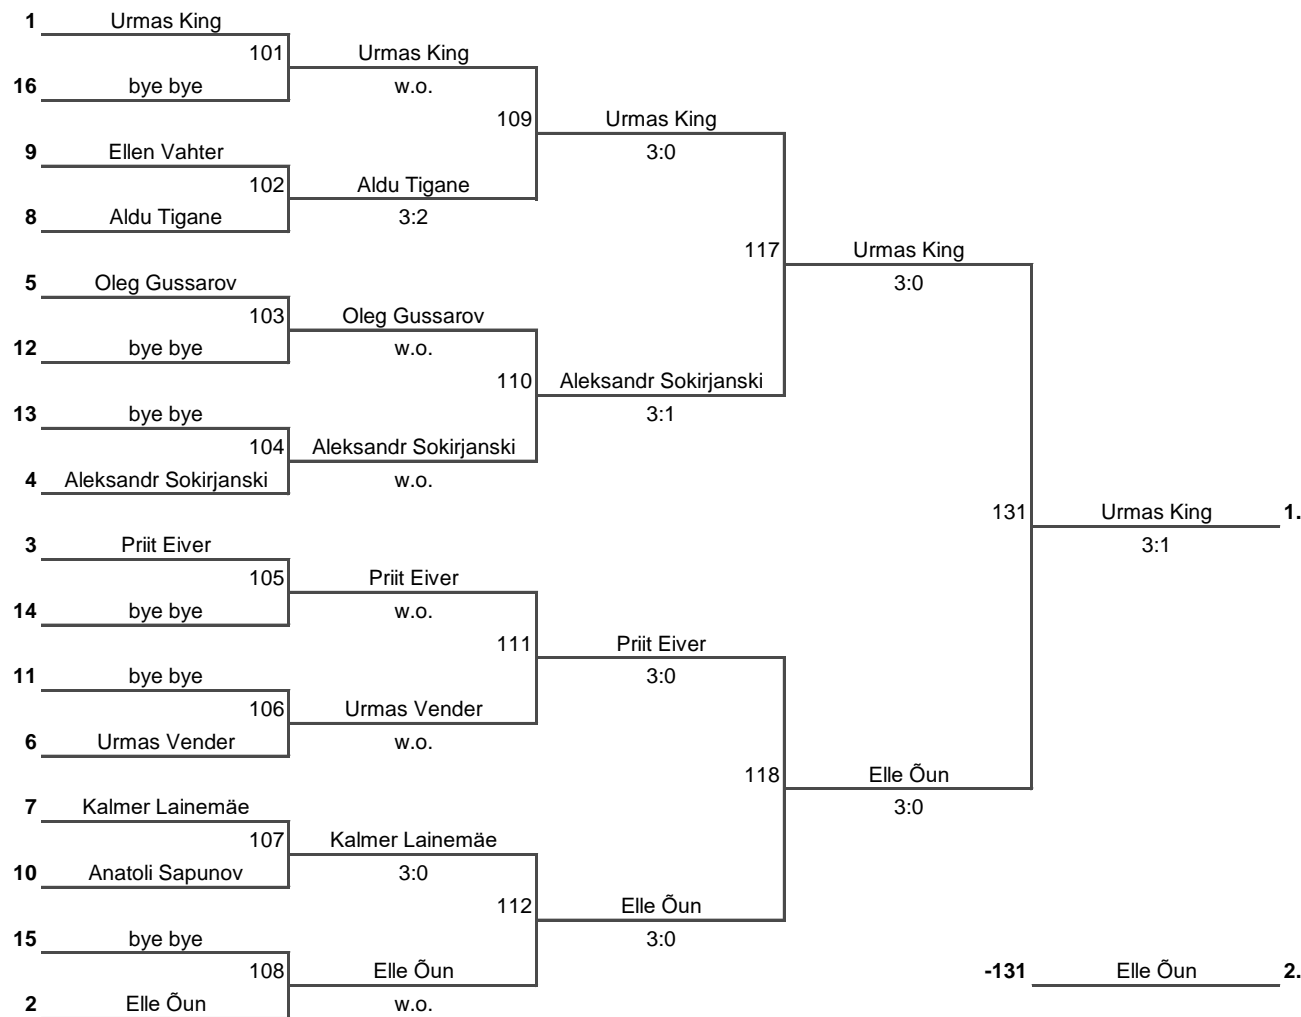 1 Urmas King
101 Urmas King
16 bye bye w.o.
109 Urmas King
9 Ellen Vahter 3:0
102 Aldu Tigane
8 Aldu Tigane 3:2
117 Urmas King
5 Oleg Gussarov 3:0
103 Oleg Gussarov
12 bye bye w.o.
110 Aleksandr Sokirjanski
13 bye bye 3:1
104 Aleksandr Sokirjanski
4 Aleksandr Sokirjanski w.o.
131 Urmas King 1.
3 Priit Eiver 3:1
105 Priit Eiver
14 bye bye w.o.
111 Priit Eiver
11 bye bye 3:0
106 Urmas Vender
6 Urmas Vender w.o.
118 Elle Õun
7 Kalmer Lainemäe 3:0
107 Kalmer Lainemäe
10 Anatoli Sapunov 3:0
112 Elle Õun
15 bye bye 3:0
108 Elle Õun -131 Elle Õun 2.
2 Elle Õun w.o.